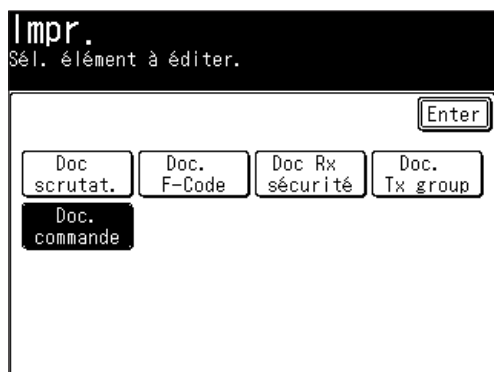 Impr.
Sél. élément à éditer.
Enter
Doc scrutat.
Doc. F-Code
Doc Rx sécurité
Doc. Tx group
Doc. commande